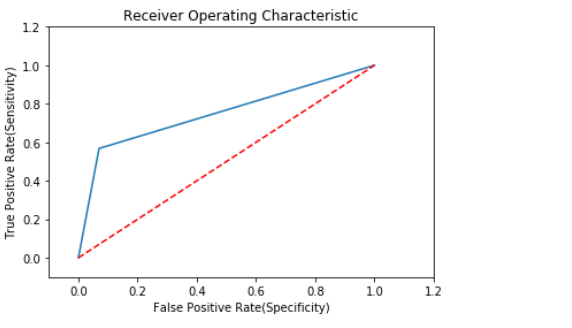 Receiver Operating Characteristic
1.2
1.0
0.8
0.6
0.4
0.2
0.0
True Positive Rate(Sensitivity)
0.0 0.2 0.4 0.6 0.8 1.0 1.2
False Positive Rate(Specificity)